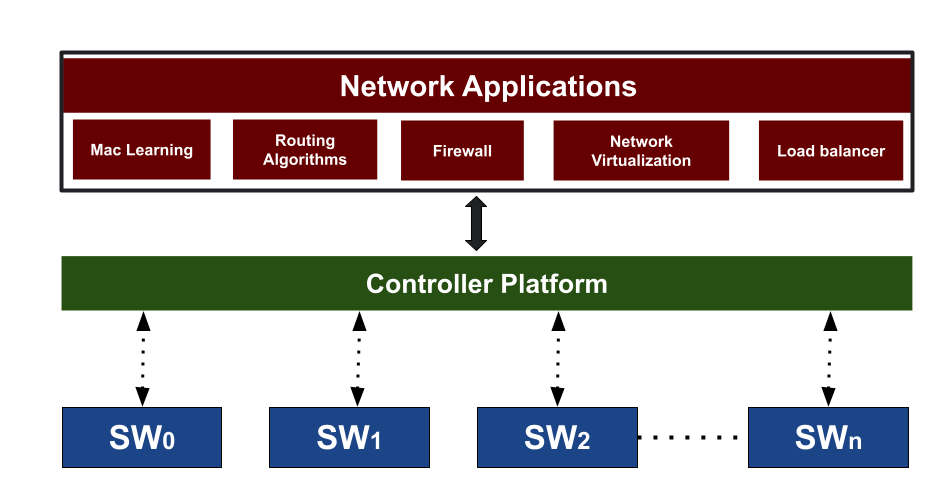 Network Applications
Mac Learning
Routing
Algorithms
Firewall
Network
Virtualization
Load balancer
Controller Platform
SW0
SW1
SW2
SWn